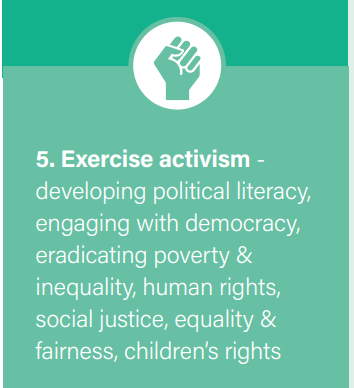 5. Exercise activism -
developing political literacy,
engaging with democracy,
eradicating poverty &
inequality, human rights,
social justice, equality &
fairness, children’s rights